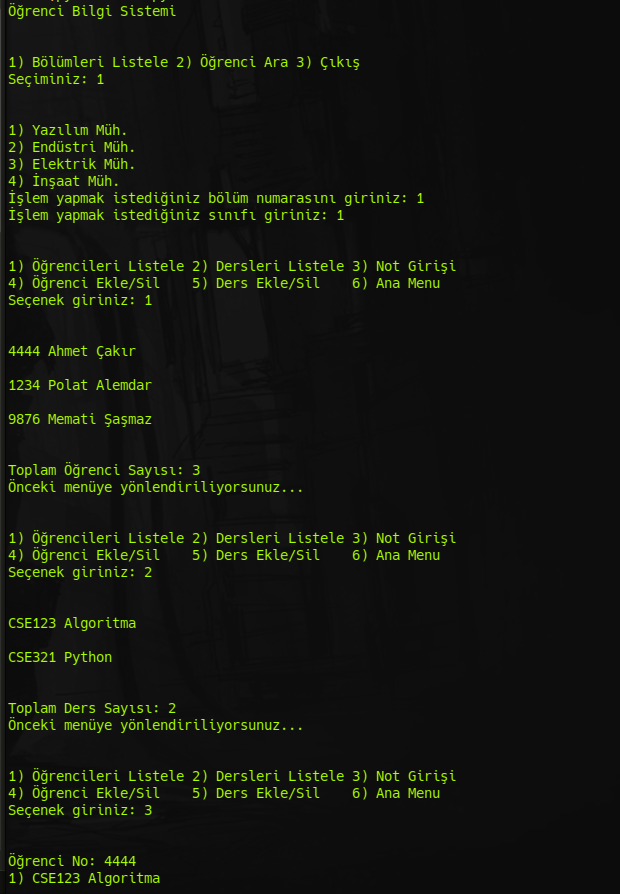 Öğrenci Bilgi Sistemi
1) Bölümleri Listele 2) Öğrenci Ara 3) Çıkış
Seçiminiz: 1
1) Yazılım Müh.
2) Endüstri Müh.
3) Elektrik Müh.
4) İnşaat Müh.
İşlem yapmak istediğiniz bölüm numarasını giriniz: 1
İşlem yapmak istediğiniz sınıfı giriniz: 1
1) Öğrencileri Listele 2) Dersleri Listele 3) Not Girişi
4) Öğrenci Ekle/Sil    5) Ders Ekle/Sil    6) Ana Menu
Seçenek giriniz: 1
4444 Ahmet Çakır
1234 Polat Alemdar
9876 Memati Şaşmaz
Toplam Öğrenci Sayısı: 3
Önceki menüye yönlendiriliyorsunuz...
1) Öğrencileri Listele 2) Dersleri Listele 3) Not Girişi
4) Öğrenci Ekle/Sil    5) Ders Ekle/Sil    6) Ana Menu
Seçenek giriniz: 2
CSE123 Algoritma
CSE321 Python
Toplam Ders Sayısı: 2
Önceki menüye yönlendiriliyorsunuz...
1) Öğrencileri Listele 2) Dersleri Listele 3) Not Girişi
4) Öğrenci Ekle/Sil    5) Ders Ekle/Sil    6) Ana Menu
Seçenek giriniz: 3
Öğrenci No: 4444
1) CSE123 Algoritma